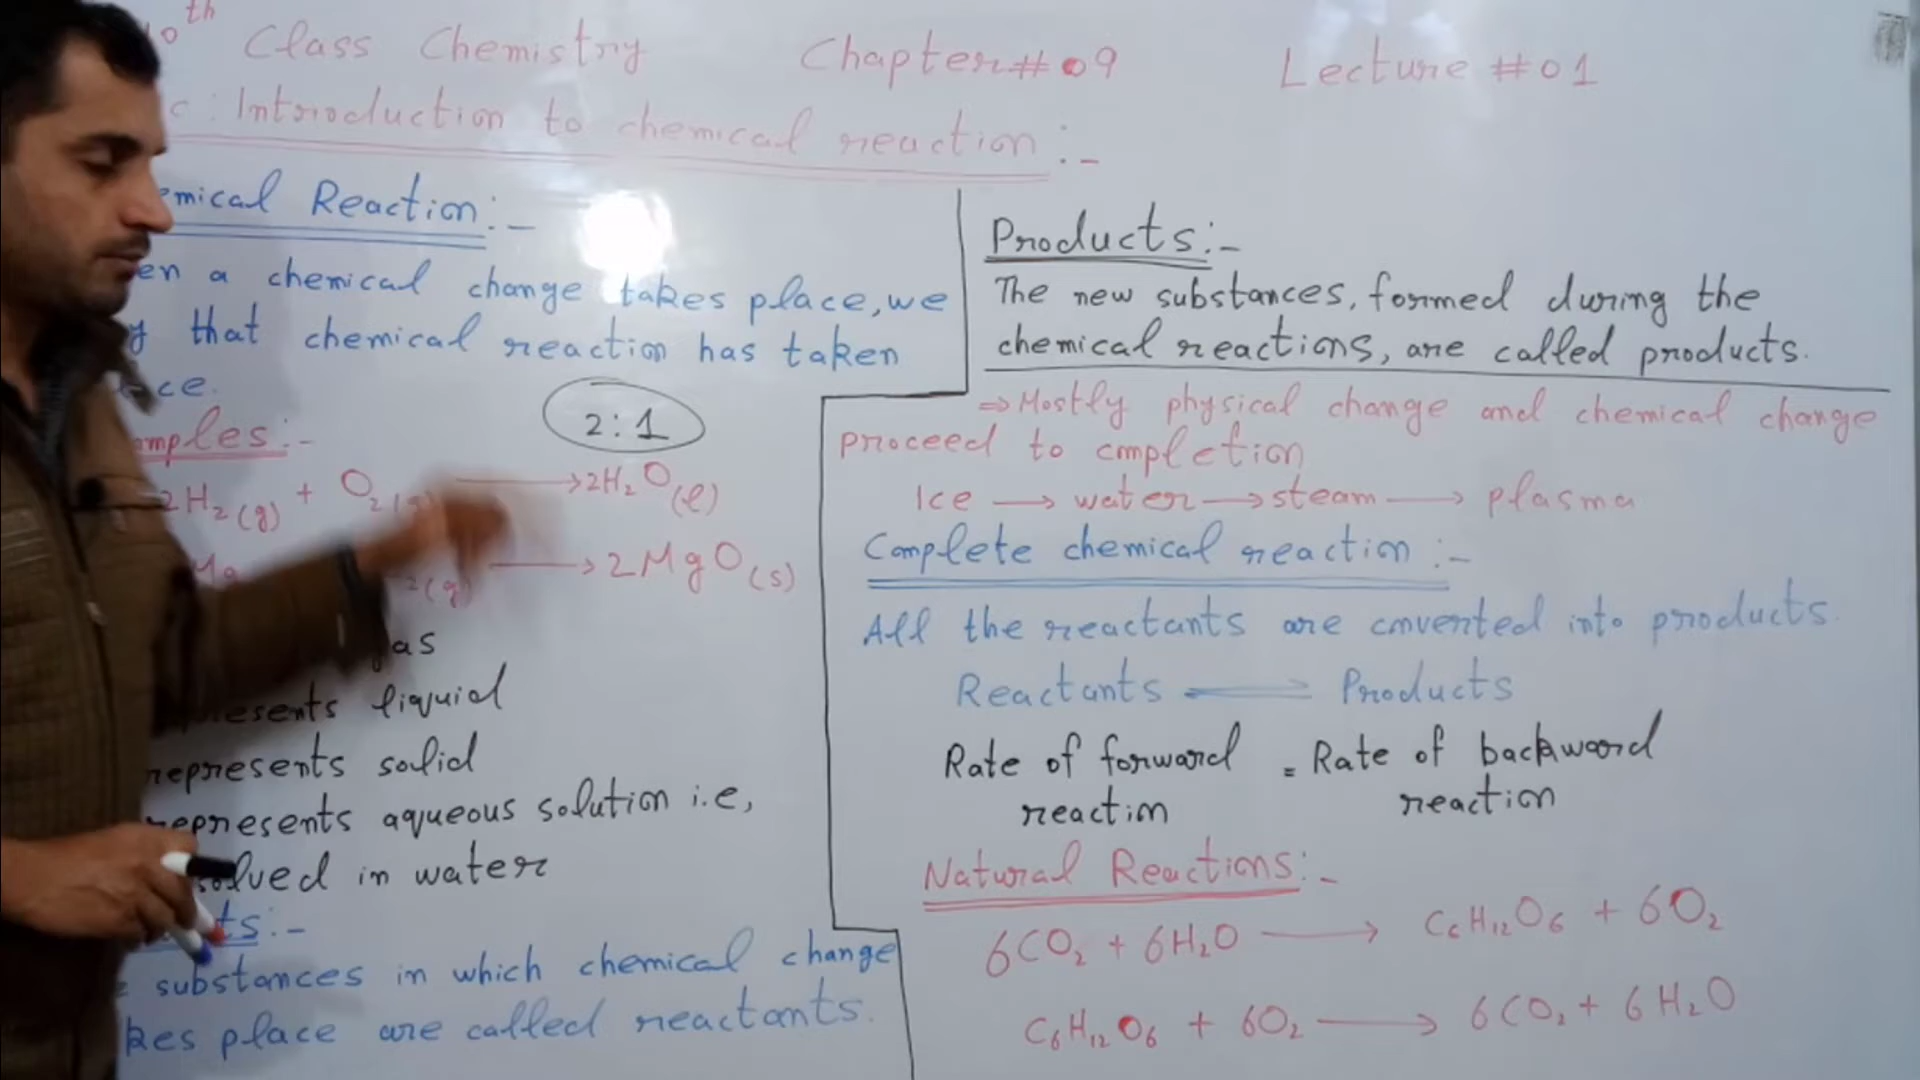 10th Class Chemistry Chapter#09 Lecture #01
Introduction to chemical reaction:-
Reaction:-
a chemical change takes place, we
that chemical reaction has taken
2:1
2H2(g) + O2(g) → 2H2O(l)
→ 2MgO(s)
liquid
represents solid
represents aqueous solution i.e,
in water
substances in which chemical change
place are called reactants.
Products:-
The new substances, formed during the
chemical reactions, are called products.
⇒ Mostly physical change and chemical change
proceed to completion
Ice → water → steam → plasma
Complete chemical reaction:-
All the reactants are converted into products.
Reactants ⇌ Products
Rate of forward = Rate of backward
reaction reaction
Natural Reactions:-
6CO2 + 6H2O → C6H12O6 + 6O2
C6H12O6 + 6O2 → 6CO2 + 6H2O